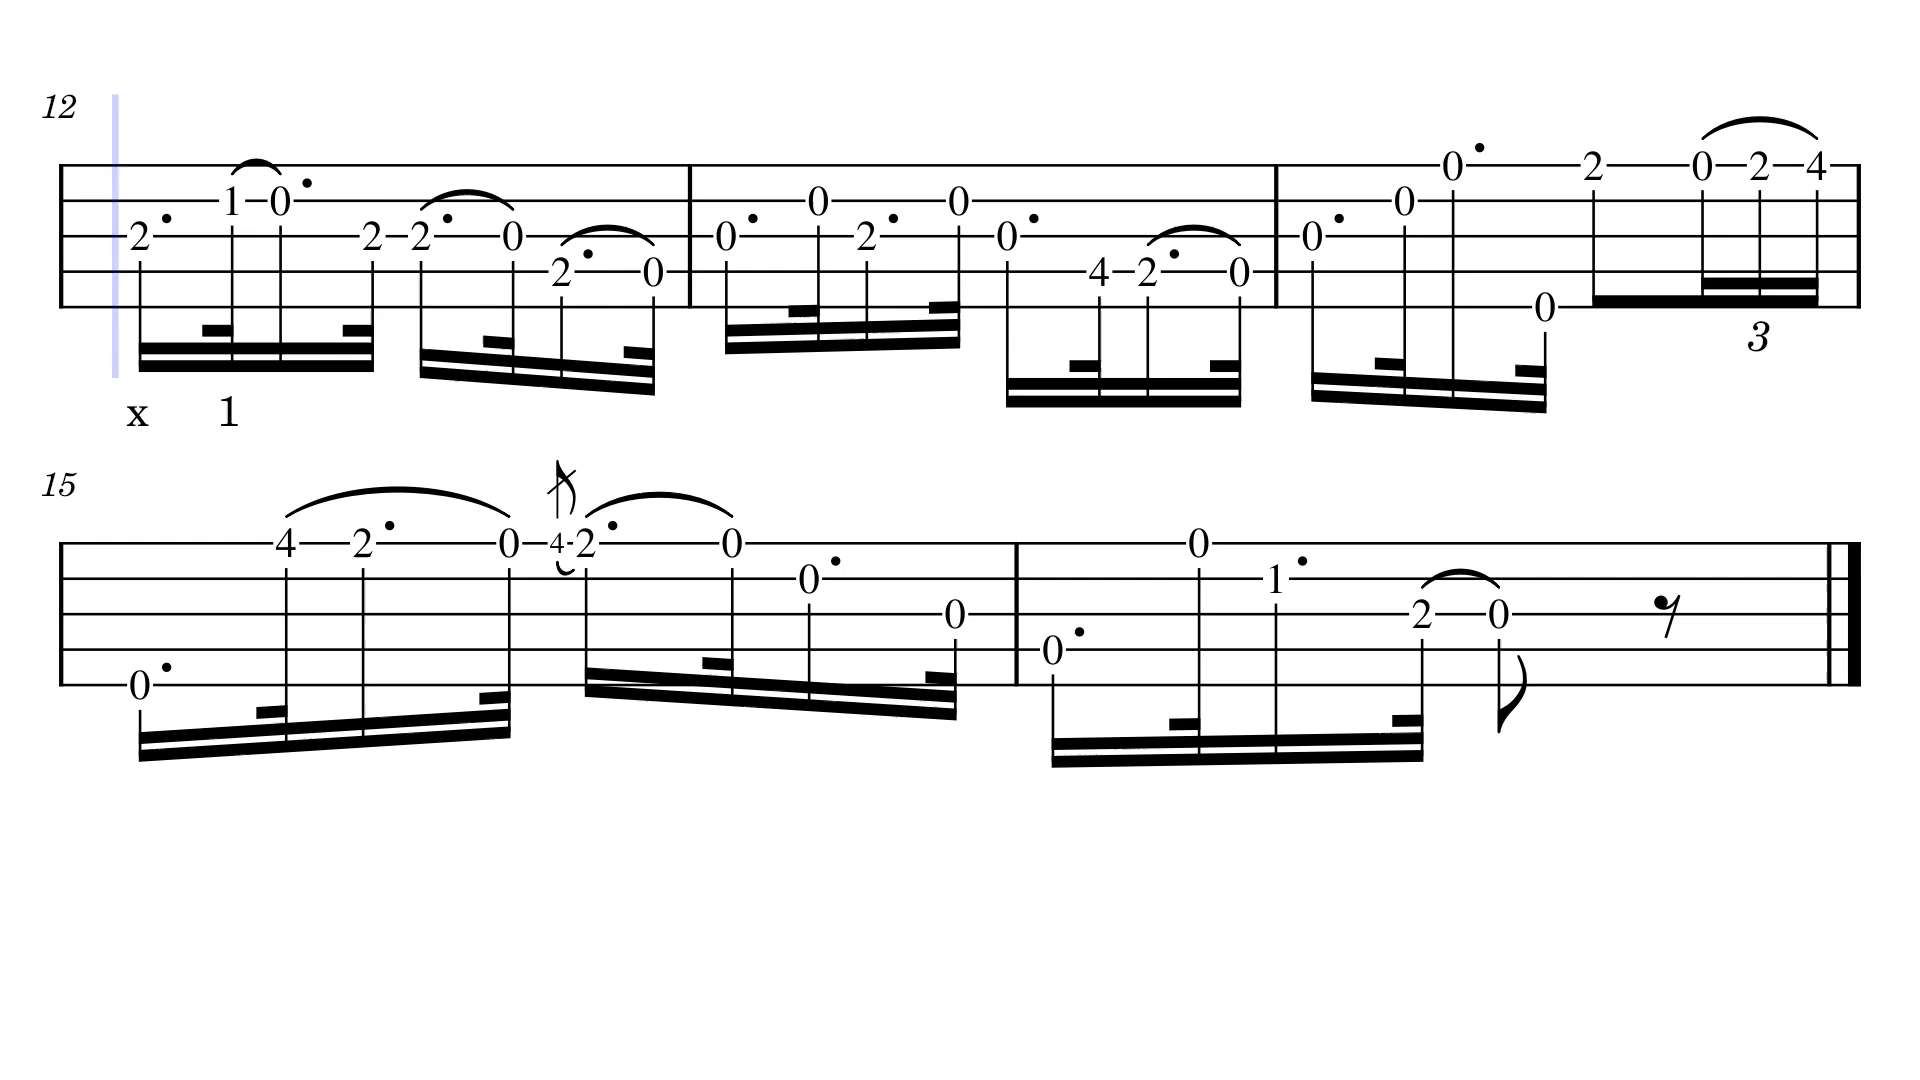 12
0 2 0 2 4
1 0 0 0 0
2 2 2 0 0 2 0 0
2 0 4 2 0
0
3
x 1
15
4 2 0 4 2 0 0
0 1
0 2 0
0
0